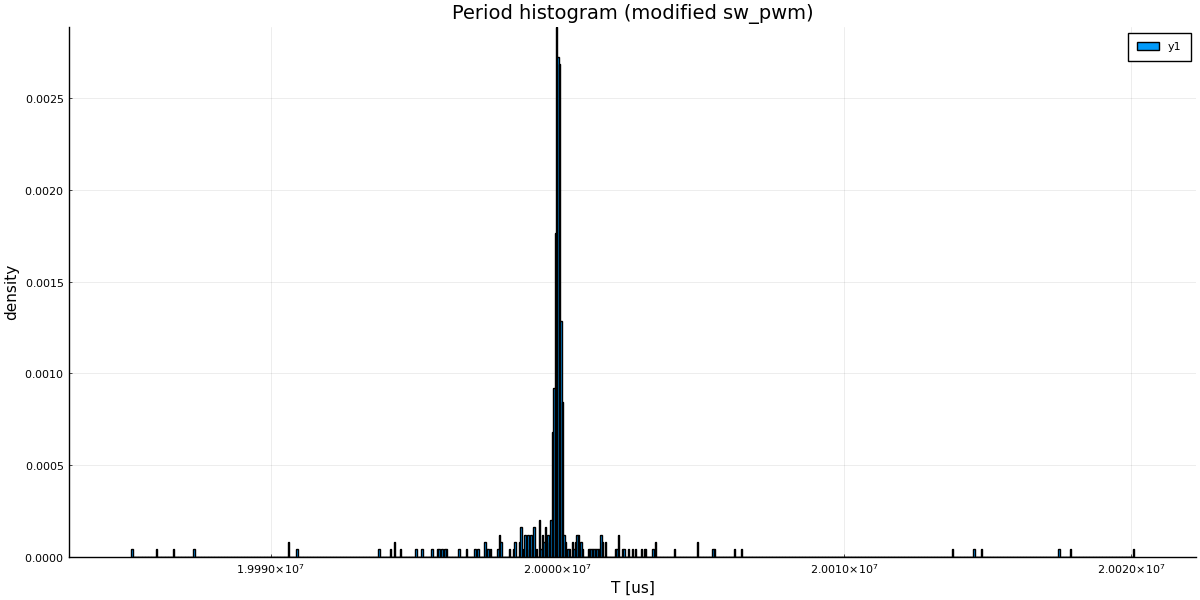 Period histogram (modified sw_pwm)
y1
density
0.0025
0.0020
0.0015
0.0010
0.0005
0.0000
1.9990×10⁷ 2.0000×10⁷ 2.0010×10⁷ 2.0020×10⁷
T [us]